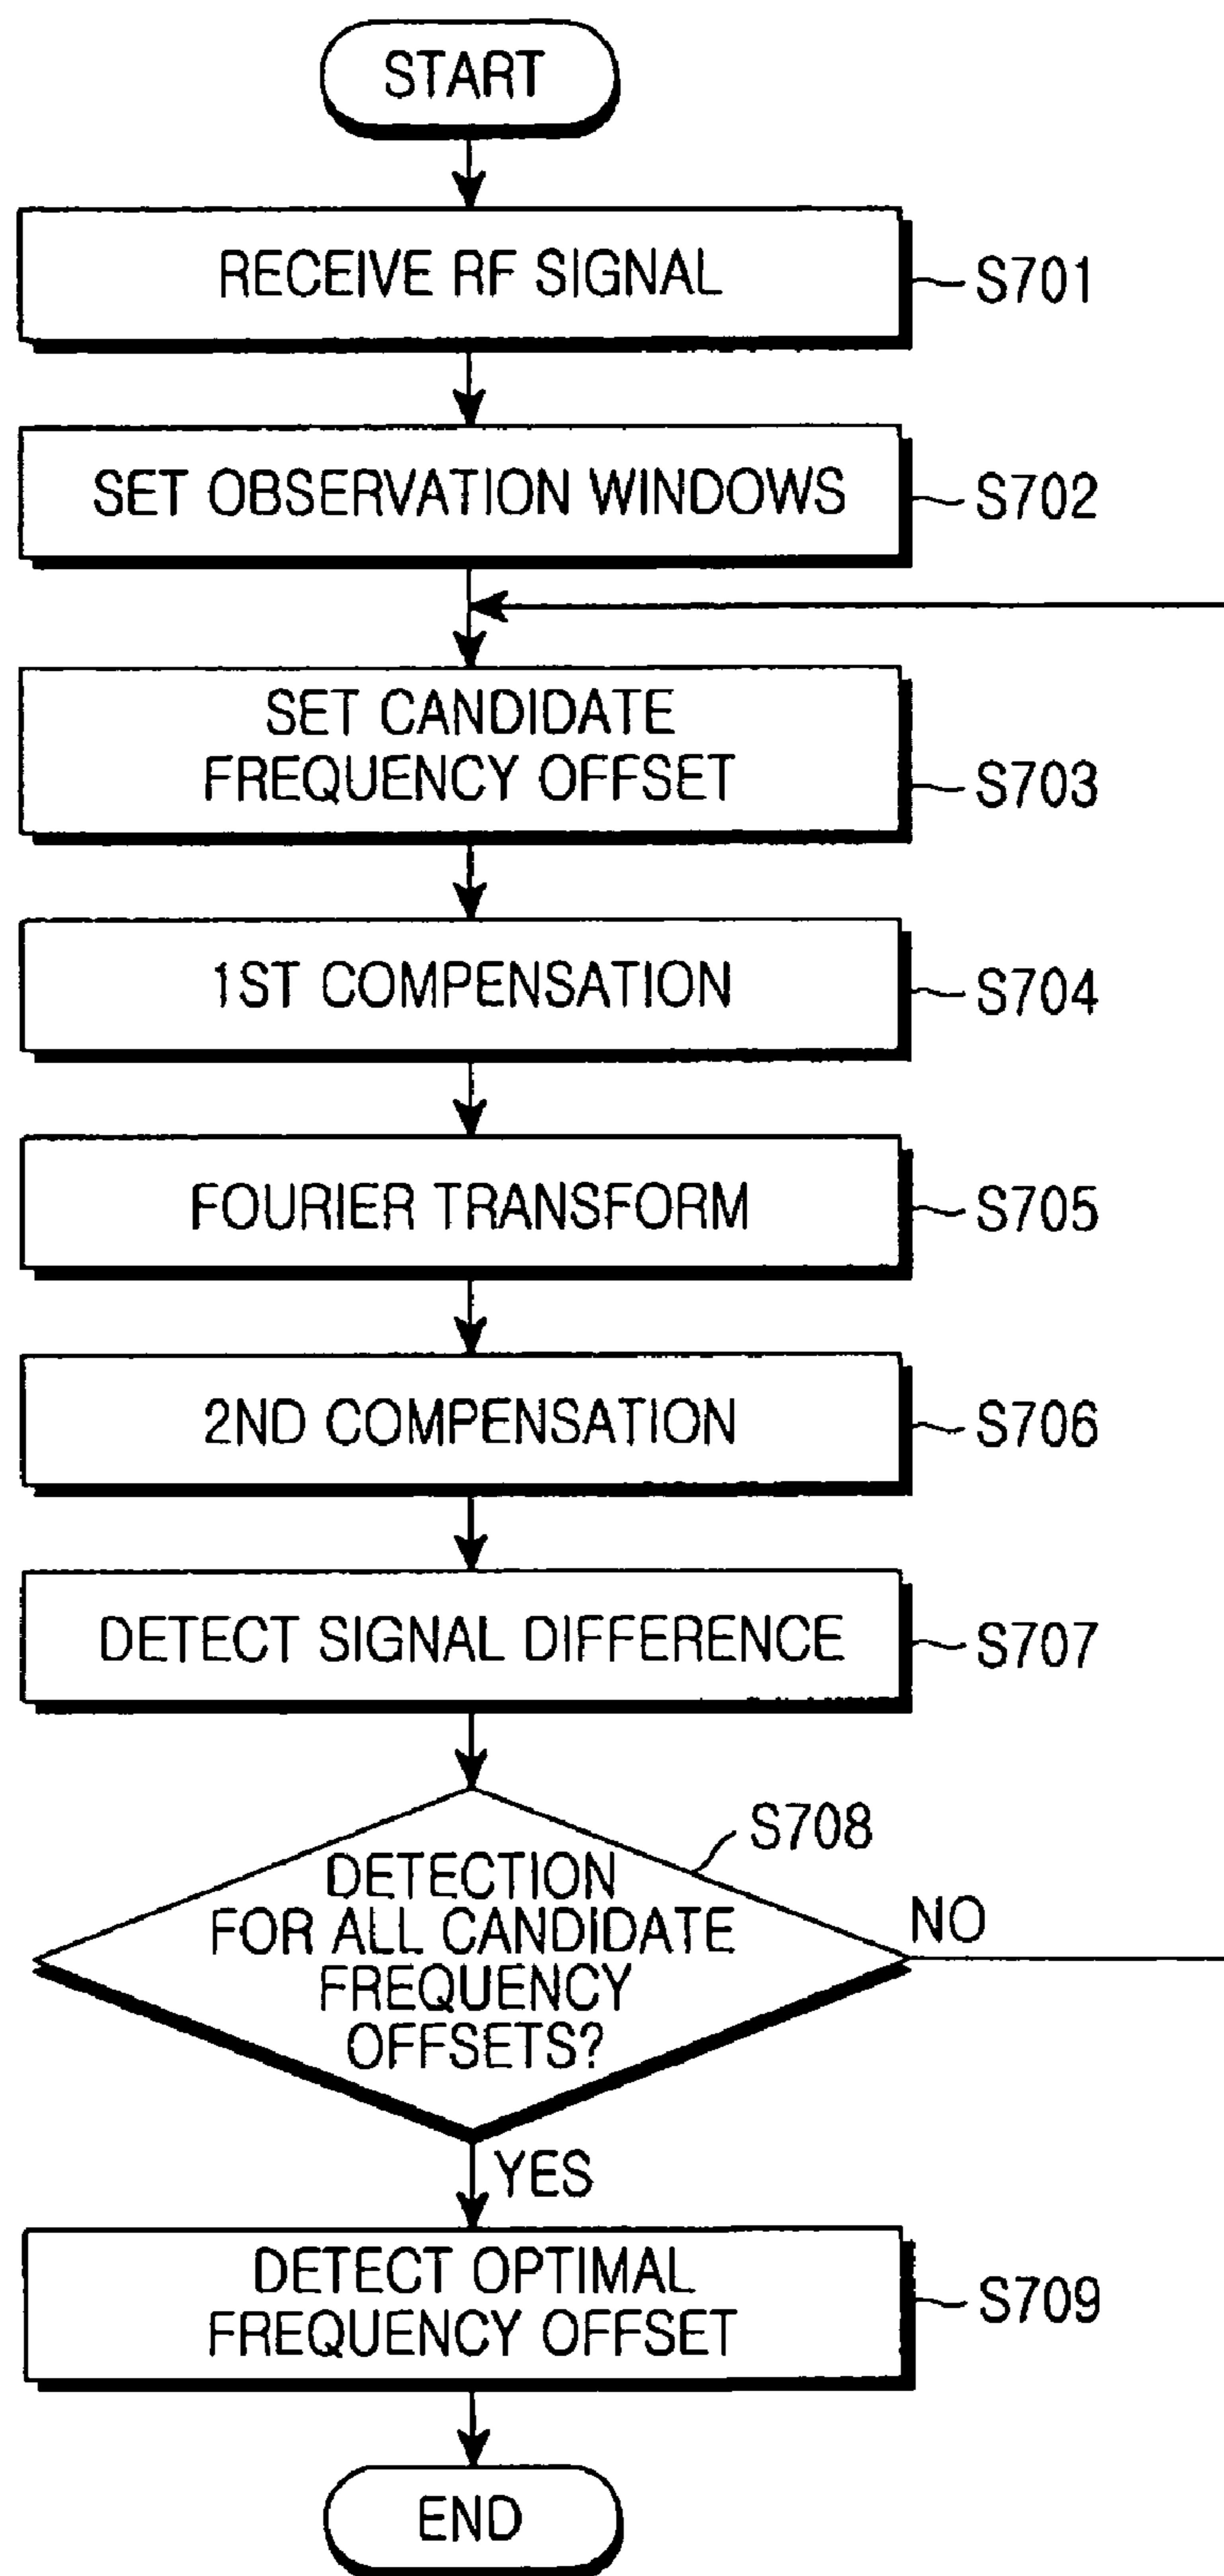 START
RECEIVE RF SIGNAL
S701
SET OBSERVATION WINDOWS
S702
SET CANDIDATE
FREQUENCY OFFSET
S703
1ST COMPENSATION
S704
FOURIER TRANSFORM
S705
2ND COMPENSATION
S706
DETECT SIGNAL DIFFERENCE
S707
S708
DETECTION
FOR ALL CANDIDATE
FREQUENCY
OFFSETS?
NO
YES
DETECT OPTIMAL
FREQUENCY OFFSET
S709
END